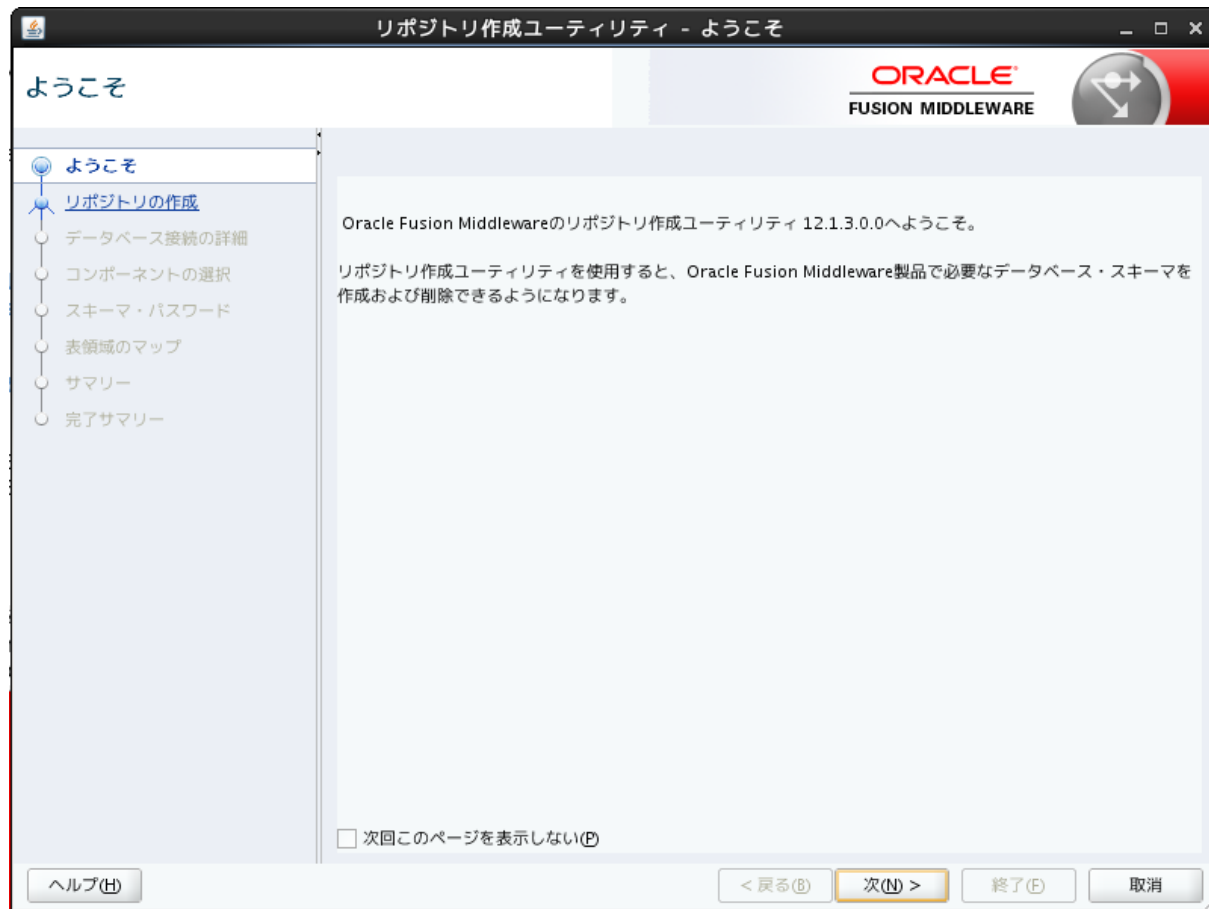 リポジトリ作成ユーティリティ - ようこそ
ようこそ
ORACLE
FUSION MIDDLEWARE
ようこそ
リポジトリの作成
データベース接続の詳細
コンポーネントの選択
スキーマ・パスワード
表領域のマップ
サマリー
完了サマリー
Oracle Fusion Middlewareのリポジトリ作成ユーティリティ 12.1.3.0.0へようこそ。
リポジトリ作成ユーティリティを使用すると、Oracle Fusion Middleware製品で必要なデータベース・スキーマを
作成および削除できるようになります。
次回このページを表示しない(P)
ヘルプ(H)
< 戻る(B)
次(N) >
終了(F)
取消